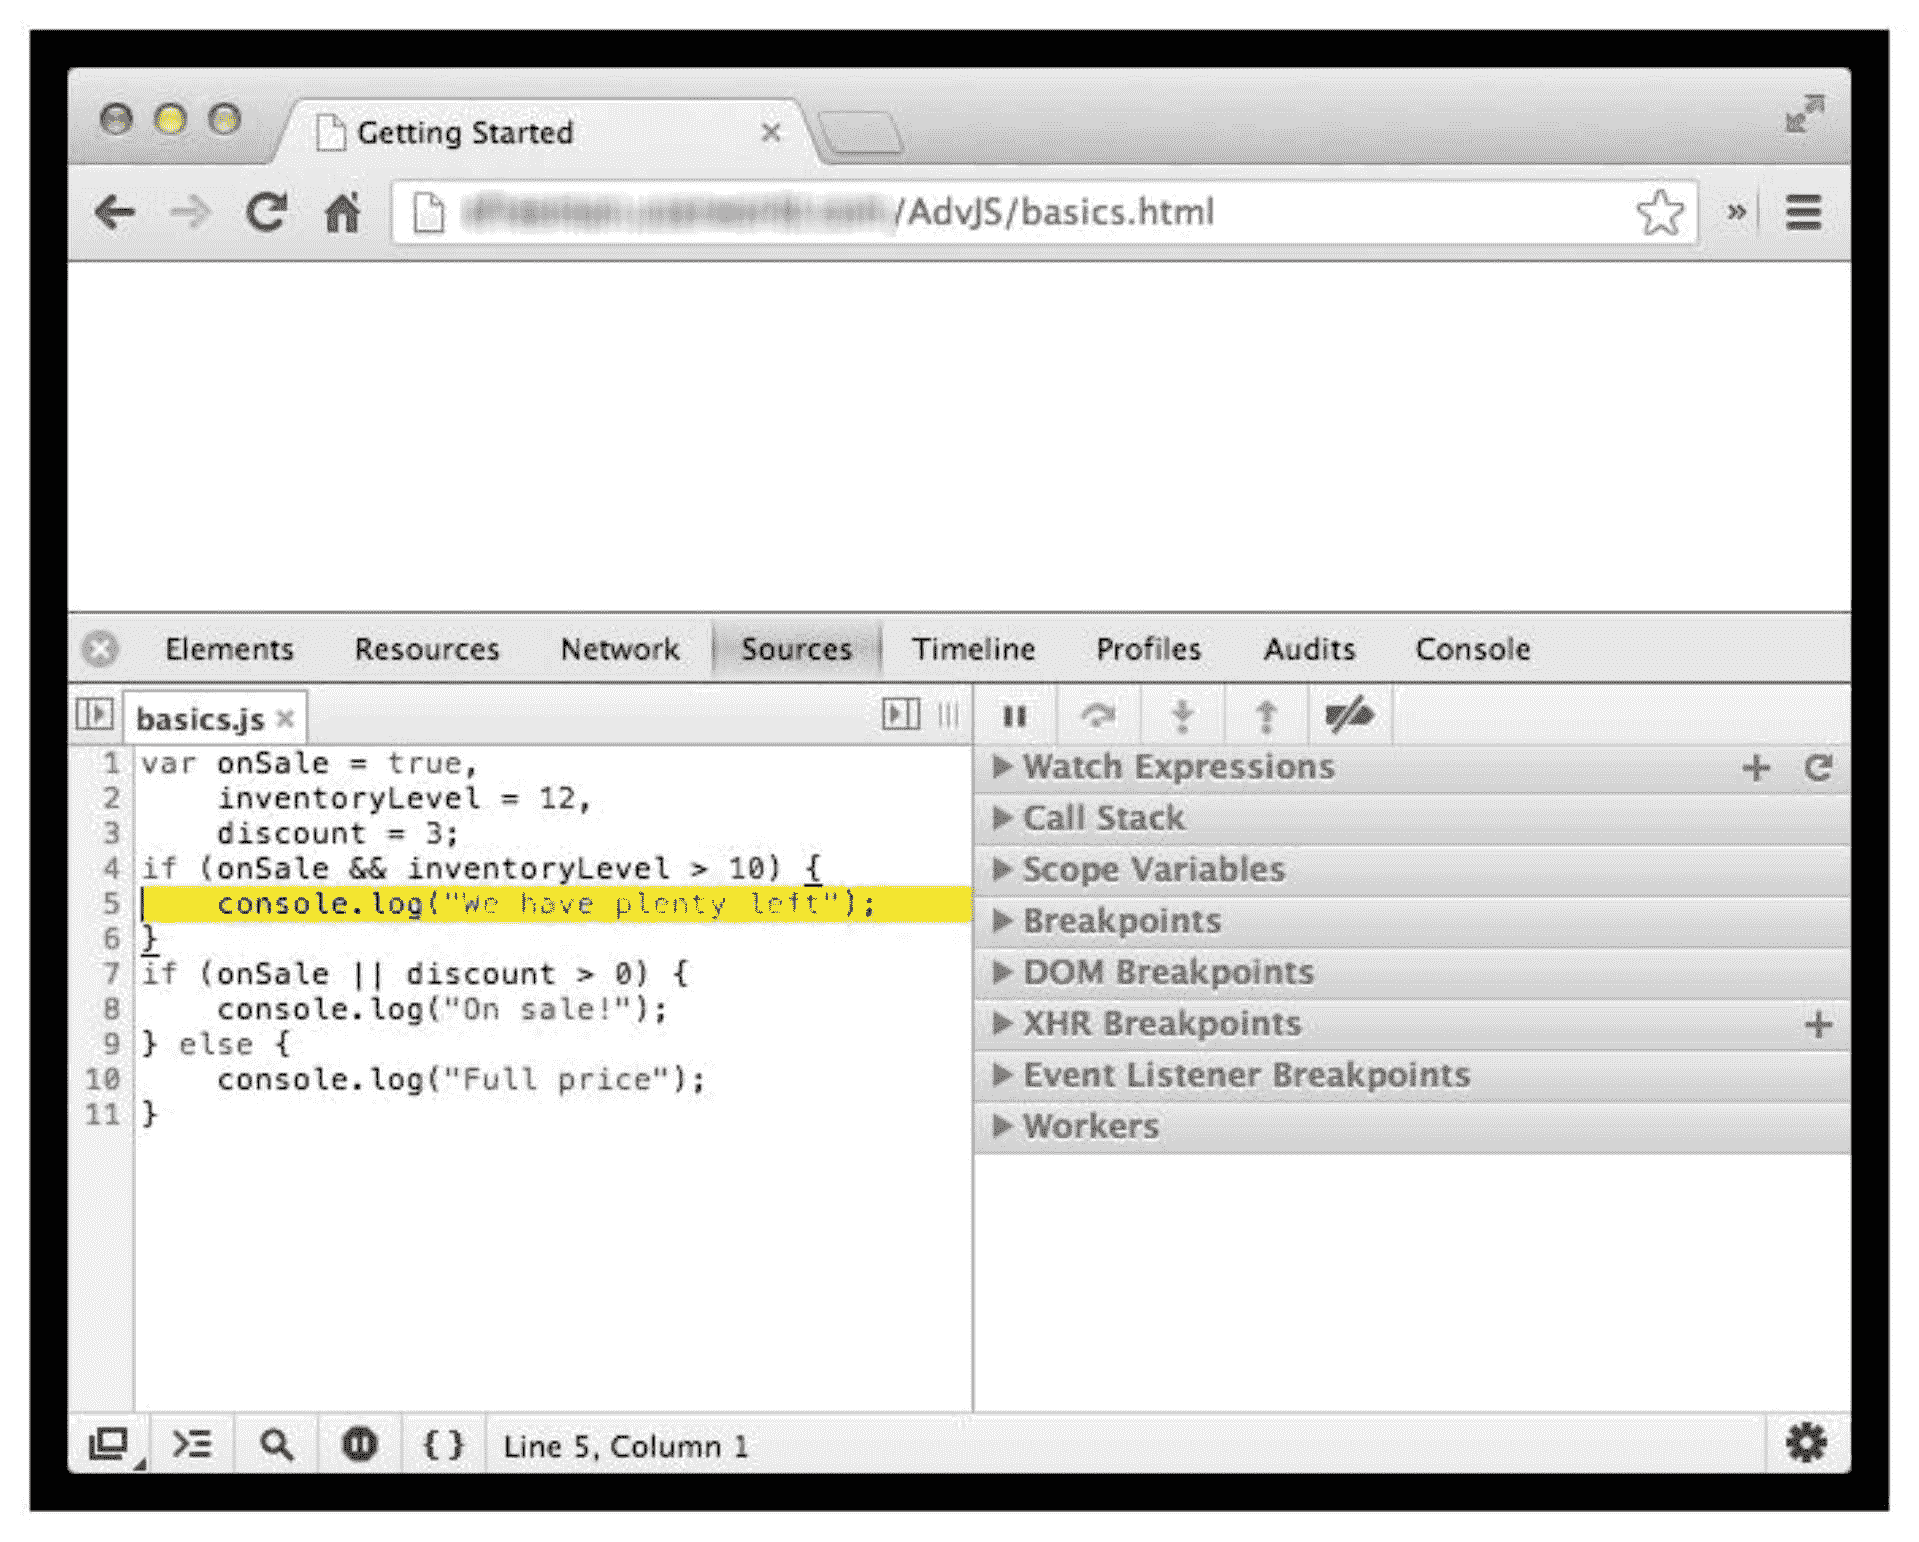 Getting Started
/AdvJS/basics.html
Elements Resources Network Sources Timeline Profiles Audits Console
basics.js
1 var onSale = true,
2     inventoryLevel = 12,
3     discount = 3;
4 if (onSale && inventoryLevel > 10) {
5     console.log("We have plenty left");
6 }
7 if (onSale || discount > 0) {
8     console.log("On sale!");
9 } else {
10     console.log("Full price");
11 }
Watch Expressions
Call Stack
Scope Variables
Breakpoints
DOM Breakpoints
XHR Breakpoints
Event Listener Breakpoints
Workers
Line 5, Column 1